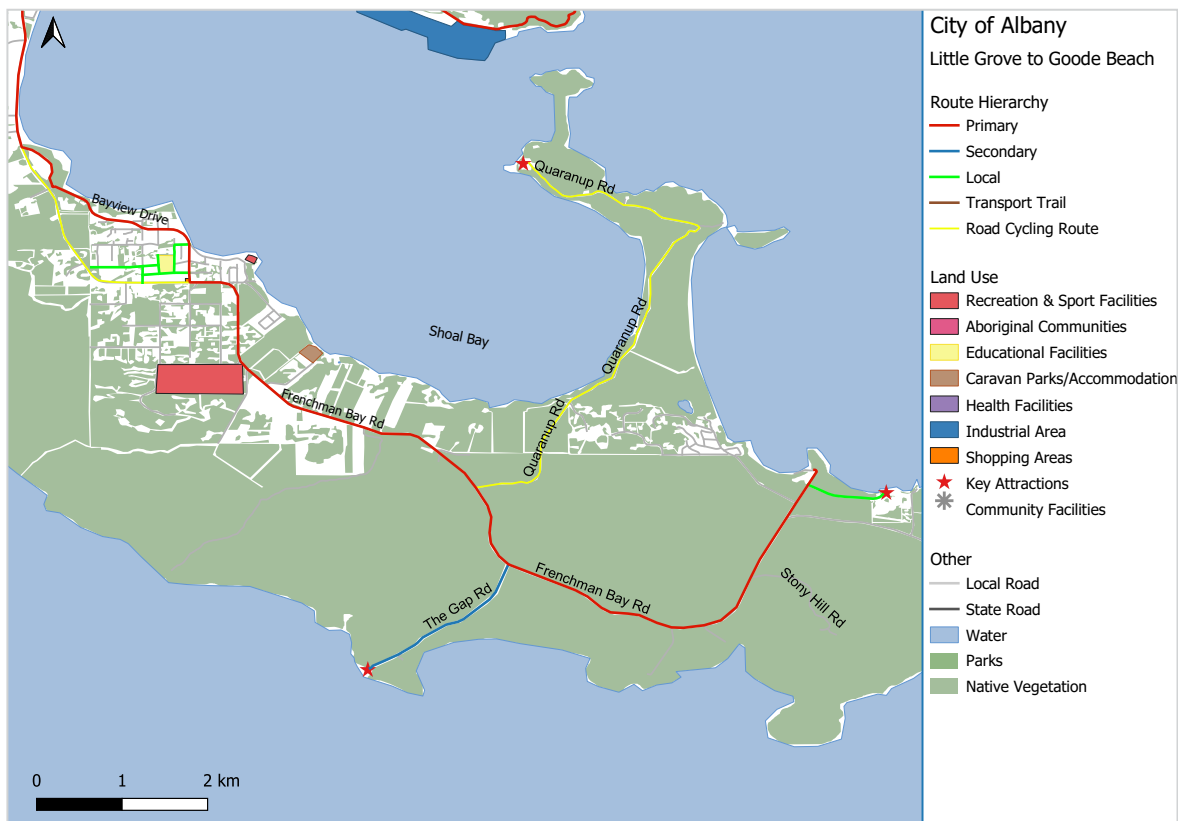 City of Albany
Little Grove to Goode Beach
Route Hierarchy
Primary
Secondary
Local
Transport Trail
Road Cycling Route
Land Use
Recreation & Sport Facilities
Aboriginal Communities
Educational Facilities
Caravan Parks/Accommodation
Health Facilities
Industrial Area
Shopping Areas
Key Attractions
Community Facilities
Other
Local Road
State Road
Water
Parks
Native Vegetation
Quaranup Rd
Bayview Drive
Quaranup Rd
Shoal Bay
Frenchman Bay Rd
Quaranup Rd
The Gap Rd
Frenchman Bay Rd
Stony Hill Rd
0 1 2 km